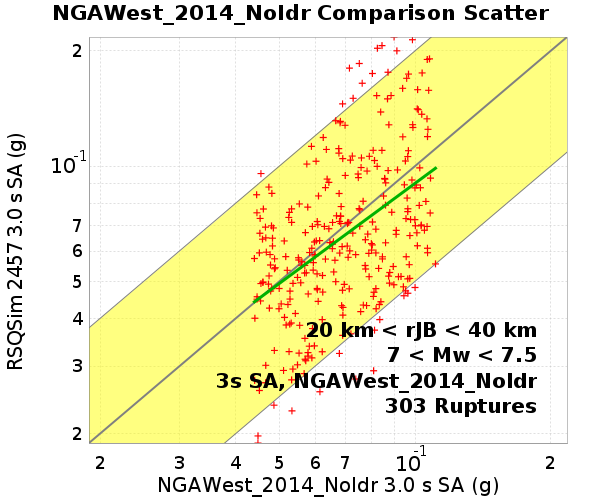 NGAWest_2014_NoIdr Comparison Scatter
RSQSim 2457 3.0 s SA (g)
2
10-1
7
6
5
4
3
2
20 km < rJB < 40 km
7 < Mw < 7.5
3s SA, NGAWest_2014_NoIdr
303 Ruptures
2 3 4 5 6 7 10-1 2
NGAWest_2014_NoIdr 3.0 s SA (g)